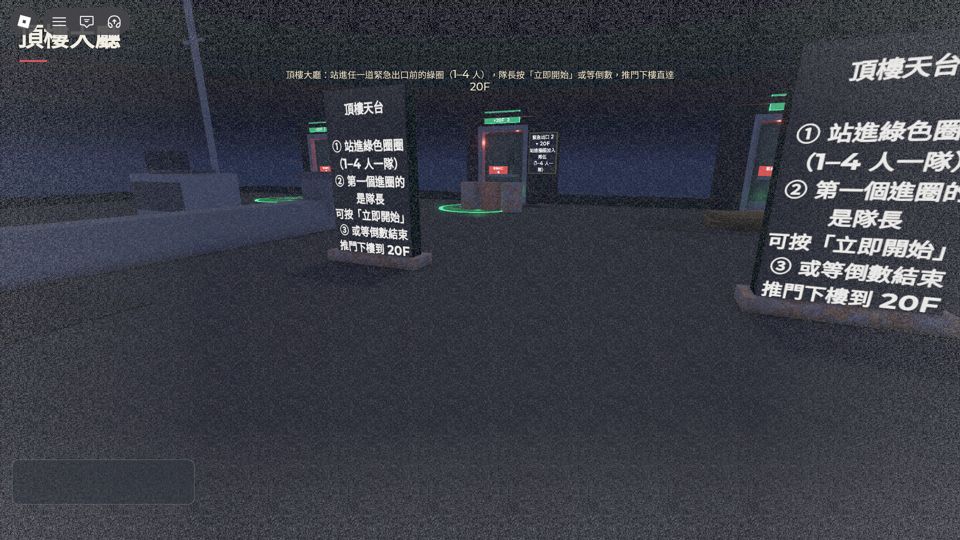 頂樓大廳
頂樓大廳：站進任一道緊急出口前的綠圈（1–4 人），隊長按「立即開始」或等倒數，推門下樓直達
20F
頂樓天台
① 站進綠色圈圈
（1–4 人一隊）
② 第一個進圈的
是隊長
可按「立即開始」
③ 或等倒數結束
推門下樓到 20F
緊急出口 2
頂樓天台
① 站進綠色圈
（1–4 人一隊）
② 第一個進圈的
是隊長
可按「立即開始」
③ 或等倒數結束
推門下樓到 20F